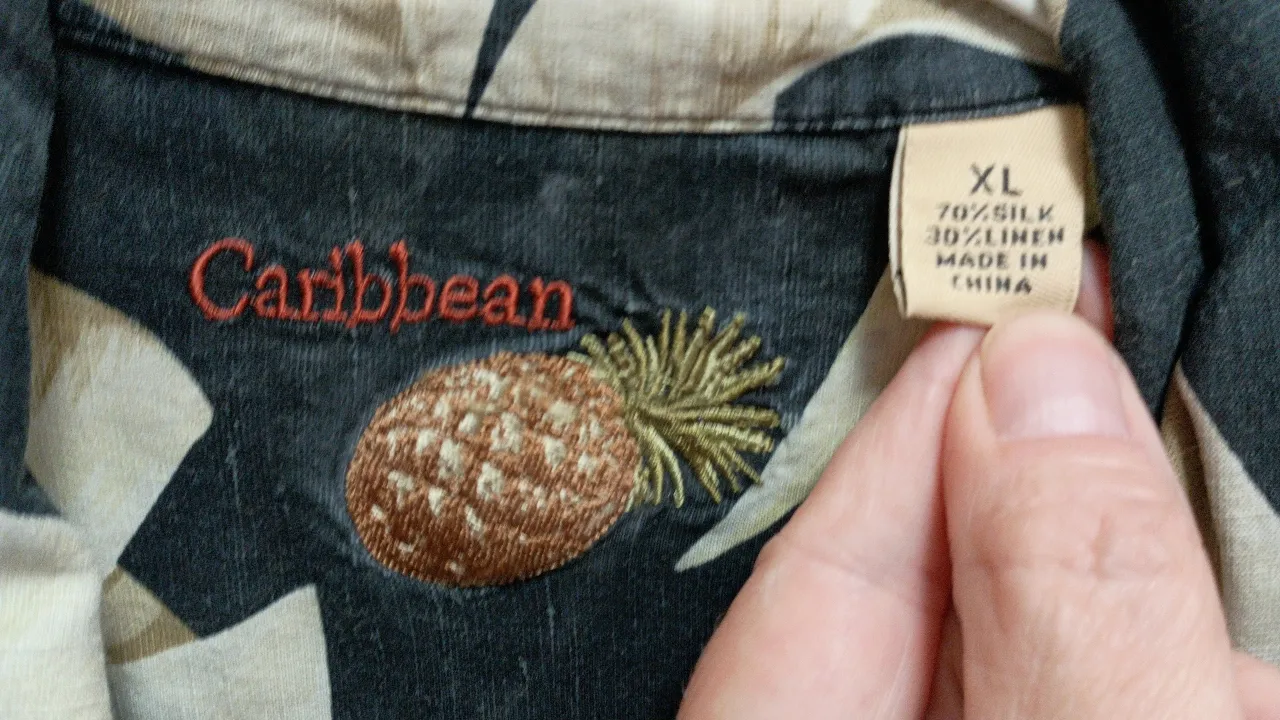 Caribbean
XL
70%SILK
30%LINEN
MADE IN
CHINA